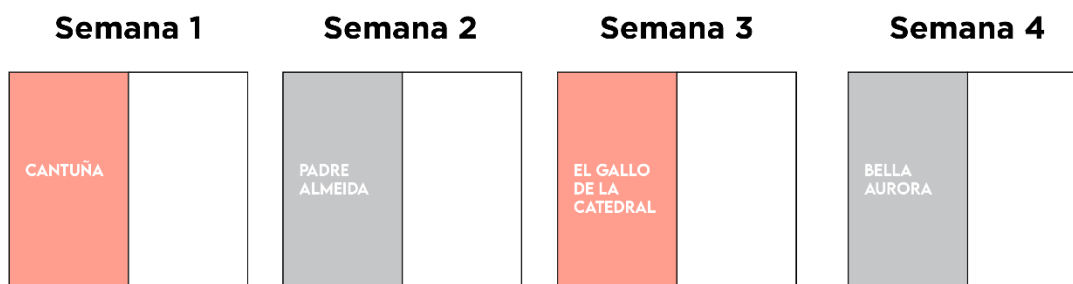 Semana 1
Semana 2
Semana 3
Semana 4
CANTUÑA
PADRE
ALMEIDA
EL GALLO
DE LA
CATEDRAL
BELLA
AURORA